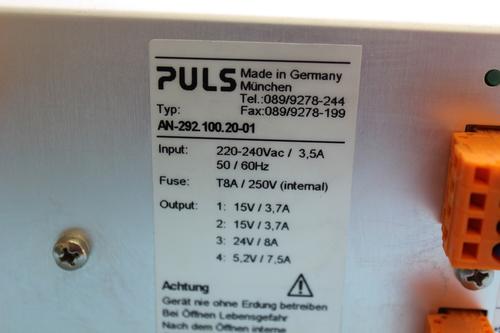 PULS Made in Germany
München
Tel.:089/9278-244
Typ: Fax:089/9278-199
AN-292.100.20-01
Input: 220-240Vac / 3,5A
50 / 60Hz
Fuse: T8A / 250V (internal)
Output: 1: 15V / 3,7A
2: 15V / 3,7A
3: 24V / 8A
4: 5,2V / 7,5A
Achtung
Gerät nie ohne Erdung betreiben
Bei Öffnen Lebensgefahr
Nach dem Öffnen interne